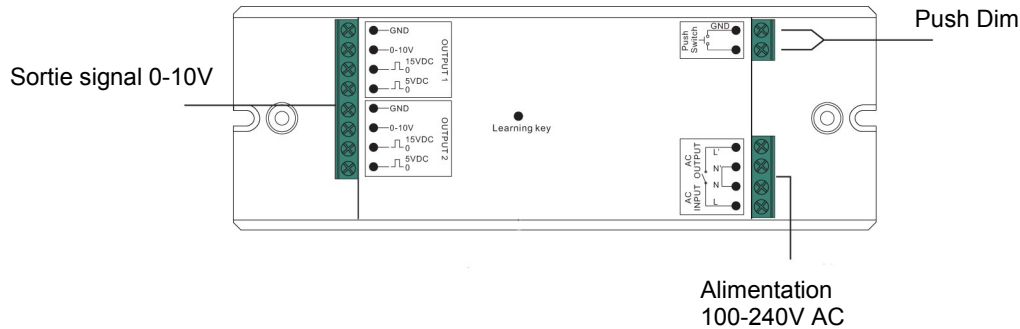 Push Dim
Sortie signal 0-10V
GND
0-10V
15VDC
0
5VDC
0
OUTPUT 1
GND
0-10V
15VDC
0
5VDC
0
OUTPUT 2
Learning key
Push
Switch
GND
AC
INPUT
AC
OUTPUT
L'
N'
N
L
Alimentation
100-240V AC